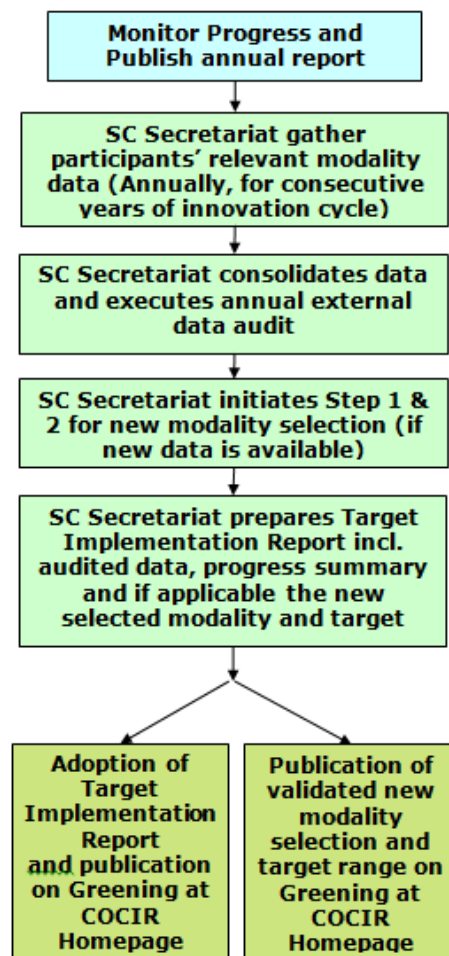 Monitor Progress and
Publish annual report
SC Secretariat gather
participants′ relevant modality
data (Annually, for consecutive
years of innovation cycle)
SC Secretariat consolidates data
and executes annual external
data audit
SC Secretariat initiates Step 1 &
2 for new modality selection (if
new data is available)
SC Secretariat prepares Target
Implementation Report incl.
audited data, progress summary
and if applicable the new
selected modality and target
Adoption of
Target
Implementation
Report
and publication
on Greening at
COCIR
Homepage
Publication of
validated new
modality
selection and
target range on
Greening at
COCIR
Homepage